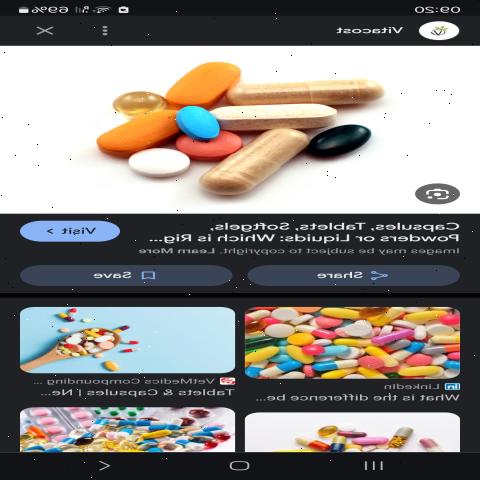 09:20
69%
Vitacost
Capsules, Tablets, Softgels,
Powders or Liquids: Which is Rig...
Visit >
Images may be subject to copyright. Learn More
Share
Save
LinkedIn
What is the difference be...
VetMedics Compounding ...
Tablets & Capsules | Ne...